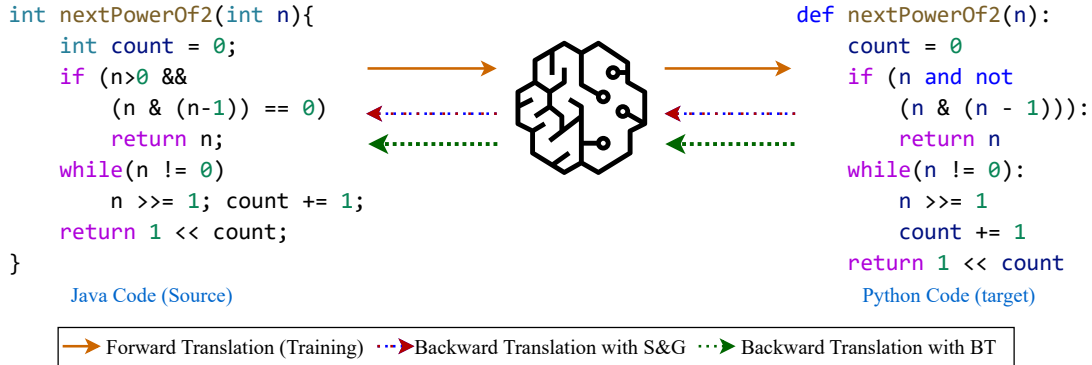 int nextPowerOf2(int n){
    int count = 0;
    if (n>0 &&
        (n & (n-1)) == 0)
        return n;
    while(n != 0)
        n >>= 1; count += 1;
    return 1 << count;
}
Java Code (Source)
def nextPowerOf2(n):
    count = 0
    if (n and not
        (n & (n - 1))):
        return n
    while(n != 0):
        n >>= 1
        count += 1
    return 1 << count
Python Code (target)
Forward Translation (Training) Backward Translation with S&G Backward Translation with BT